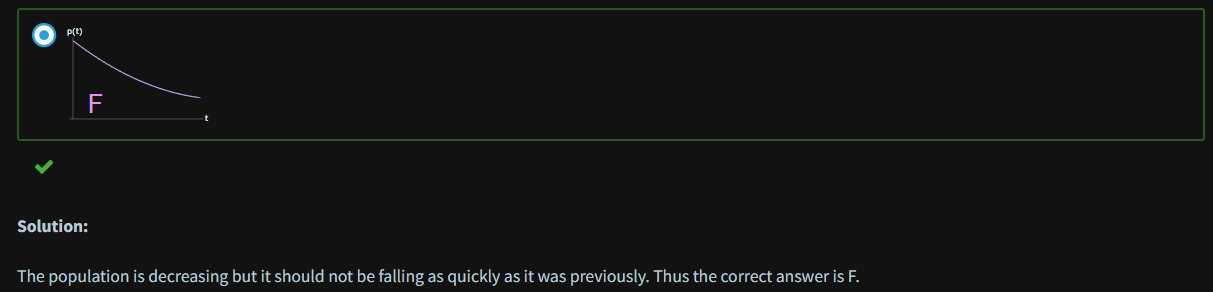 p(t)
F
t
Solution:
The population is decreasing but it should not be falling as quickly as it was previously. Thus the correct answer is F.